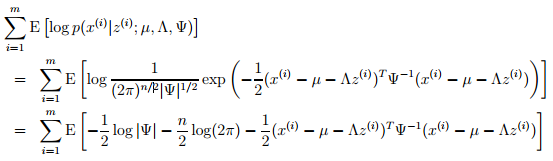 $\sum_{i=1}^{m} \mathrm{E}\left[\log p(x^{(i)}|z^{(i)};\mu,\Lambda,\Psi)\right]$
$= \sum_{i=1}^{m} \mathrm{E}\left[\log \frac{1}{(2\pi)^{n/2}|\Psi|^{1/2}} \exp\left(-\frac{1}{2}(x^{(i)}-\mu-\Lambda z^{(i)})^T\Psi^{-1}(x^{(i)}-\mu-\Lambda z^{(i)})\right)\right]$
$= \sum_{i=1}^{m} \mathrm{E}\left[-\frac{1}{2}\log|\Psi|-\frac{n}{2}\log(2\pi)-\frac{1}{2}(x^{(i)}-\mu-\Lambda z^{(i)})^T\Psi^{-1}(x^{(i)}-\mu-\Lambda z^{(i)})\right]$